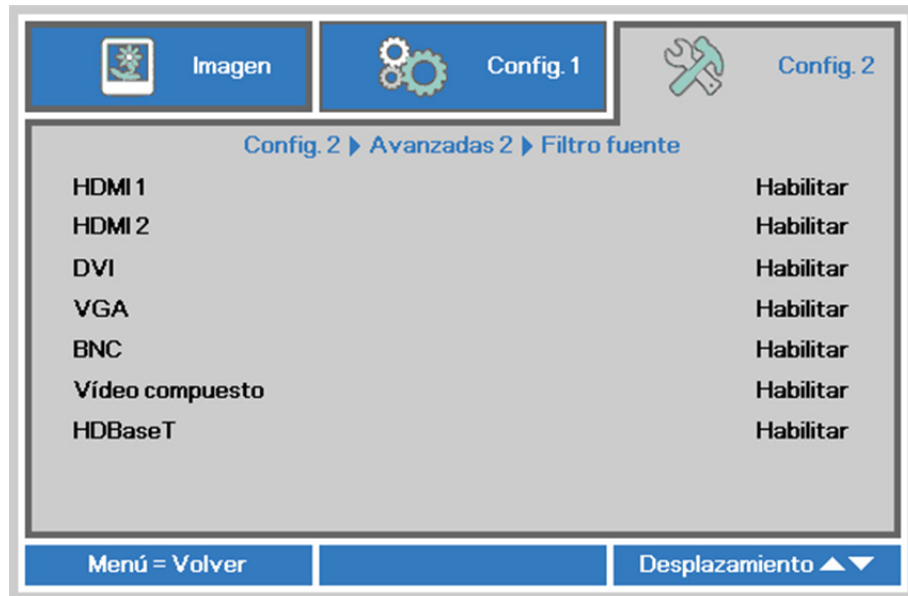 Imagen Config. 1 Config. 2
Config. 2 ▶ Avanzadas 2 ▶ Filtro fuente
HDMI 1 Habilitar
HDMI 2 Habilitar
DVI Habilitar
VGA Habilitar
BNC Habilitar
Vídeo compuesto Habilitar
HDBaseT Habilitar
Menú = Volver Desplazamiento ▲▼